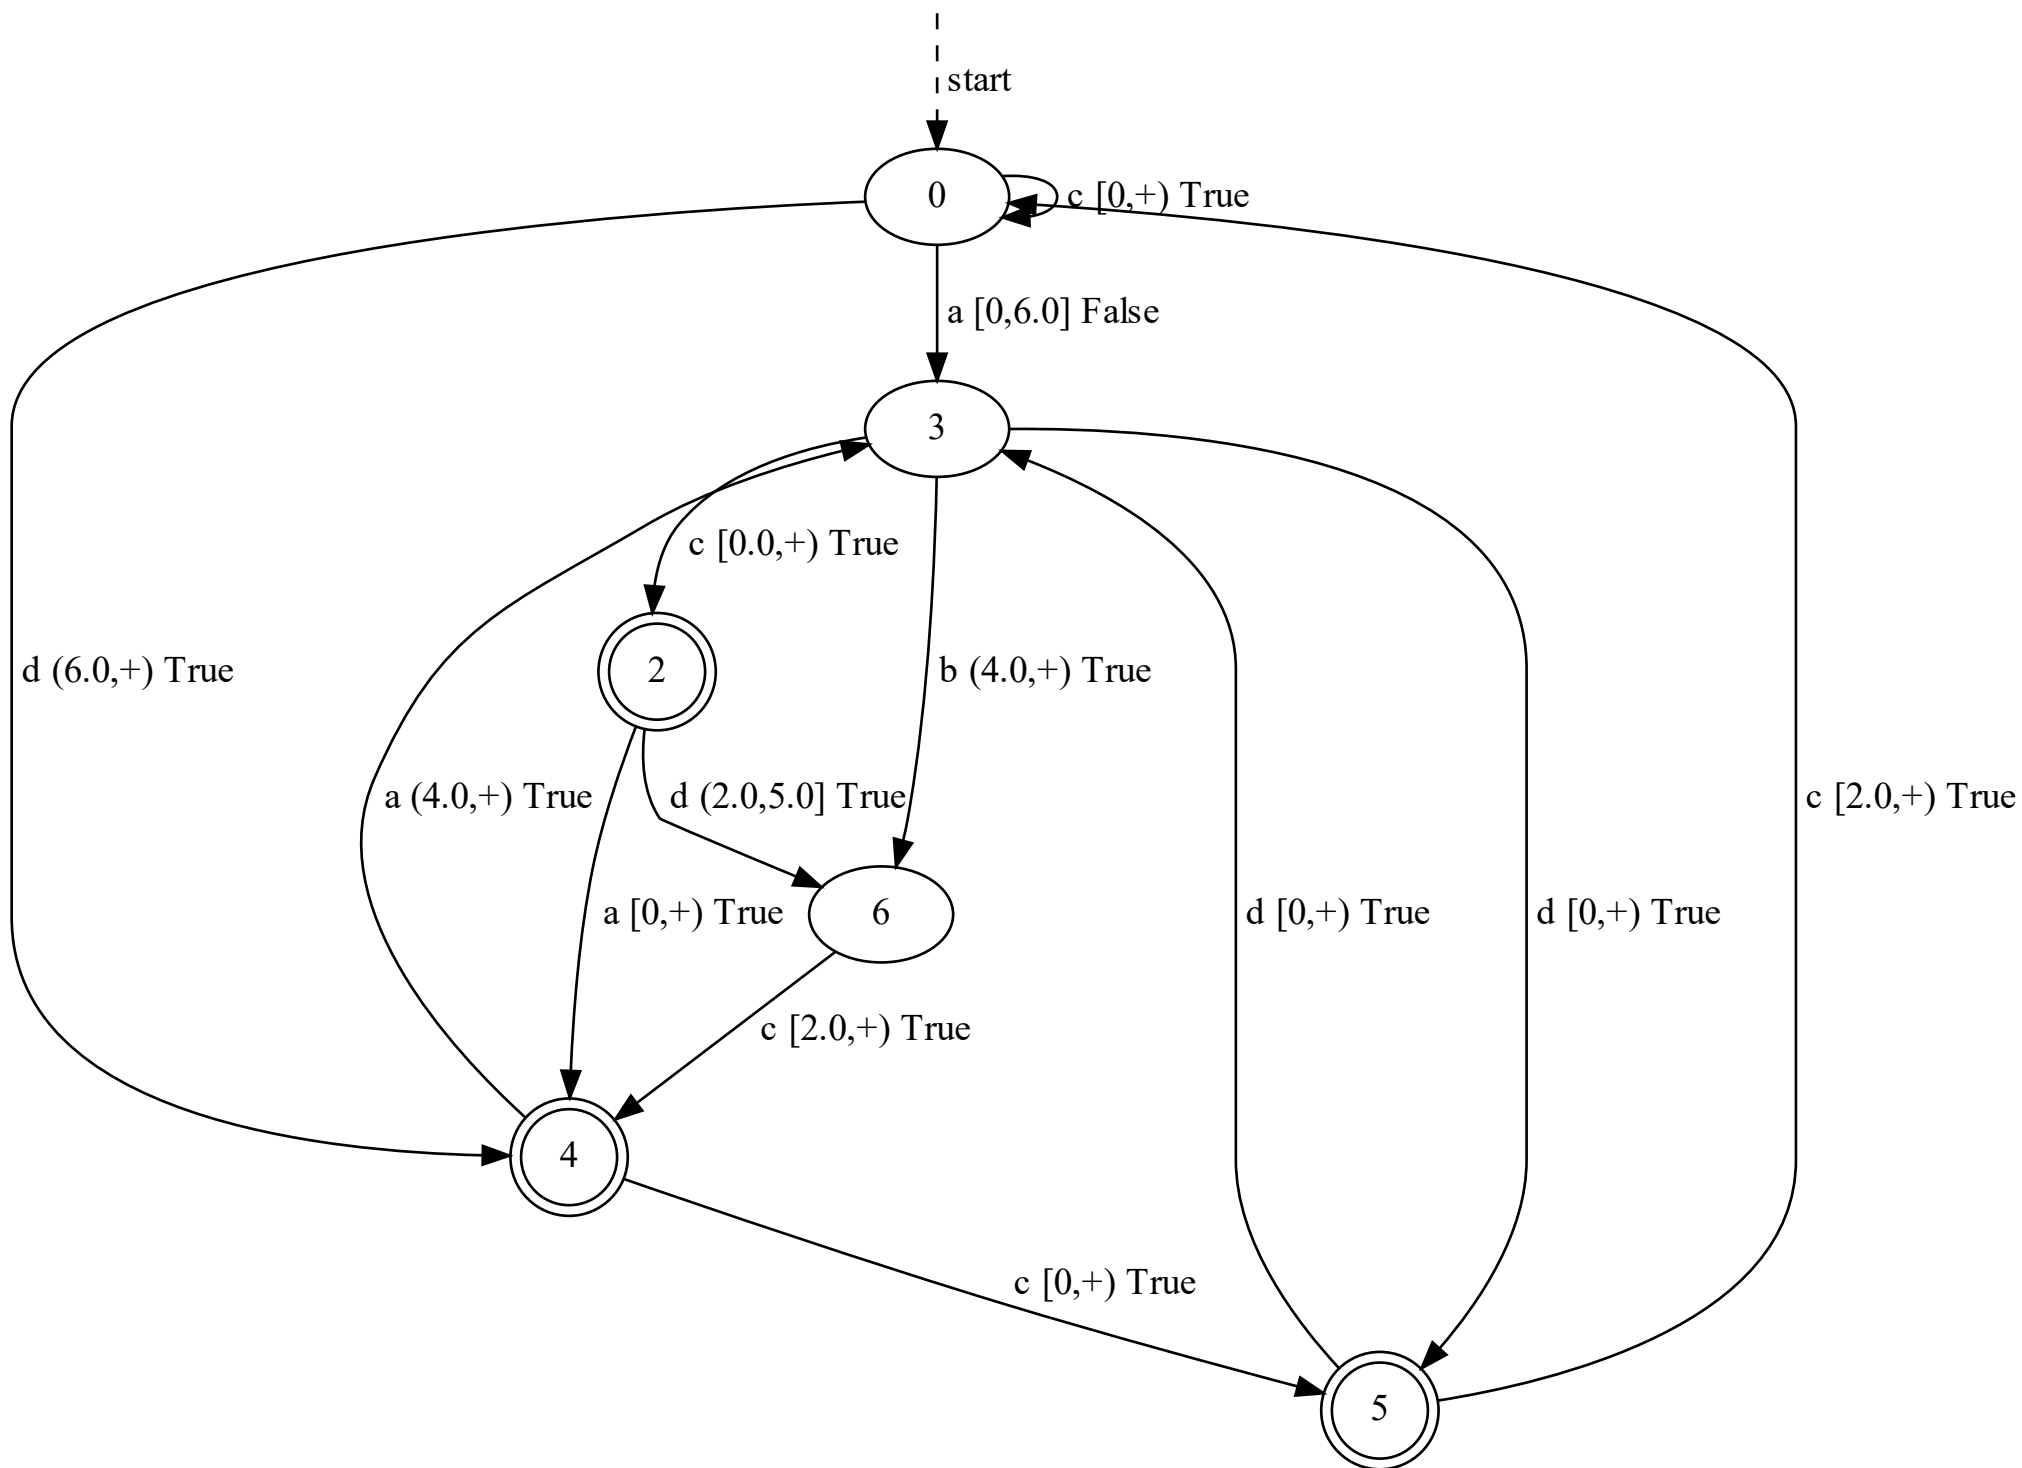 start
0
c [0,+) True
a [0,6.0] False
3
c [0.0,+) True
d (6.0,+) True
2
b (4.0,+) True
a (4.0,+) True
d (2.0,5.0] True
c [2.0,+) True
a [0,+) True
6
d [0,+) True
d [0,+) True
c [2.0,+) True
4
c [0,+) True
5